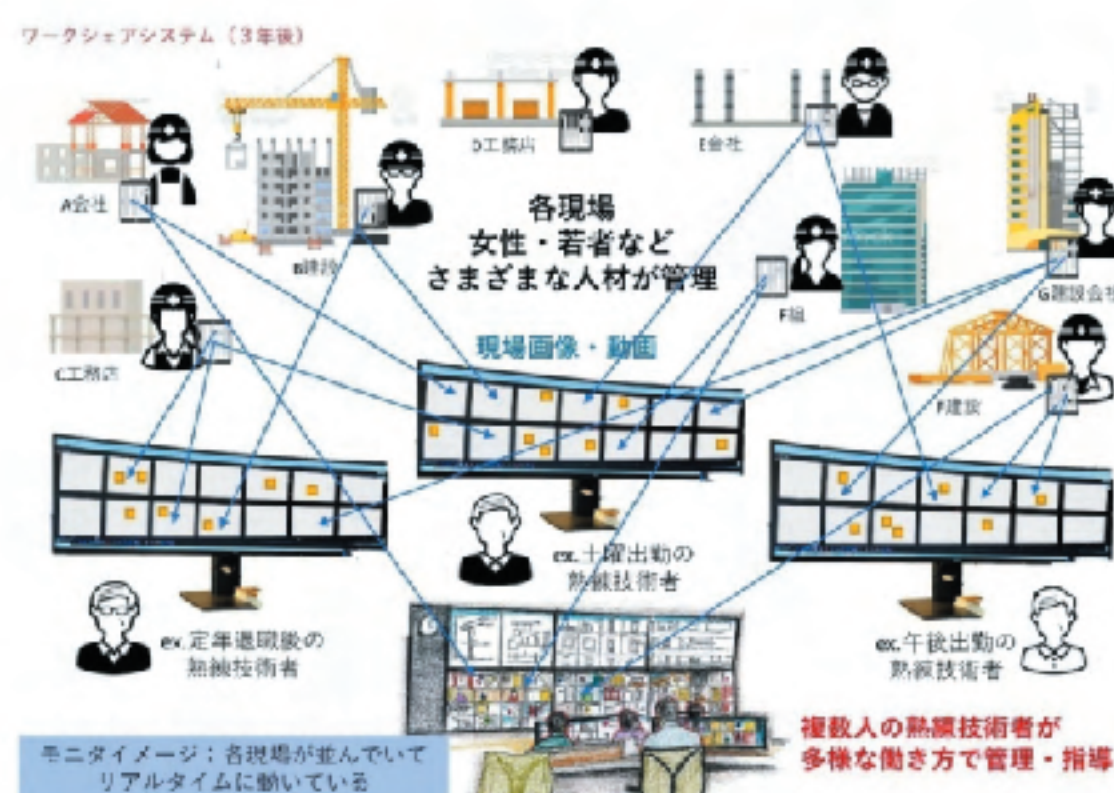 ワークシェアシステム（3年後）
A会社
B建設
D工務店
E会社
各現場
女性・若省など
さまざまな人材が管理
G建設会社
F組
C工務店
現場画像・動画
F建設
ex.土曜出勤の
熟練技術者
ex.定年退職後の
熟練技術者
ex.午後出勤の
熟練技術者
複数人の熟練技術者が
多様な働き方で管理・指導
モニタイメージ：各現場が並んでいて
リアルタイムに動いている